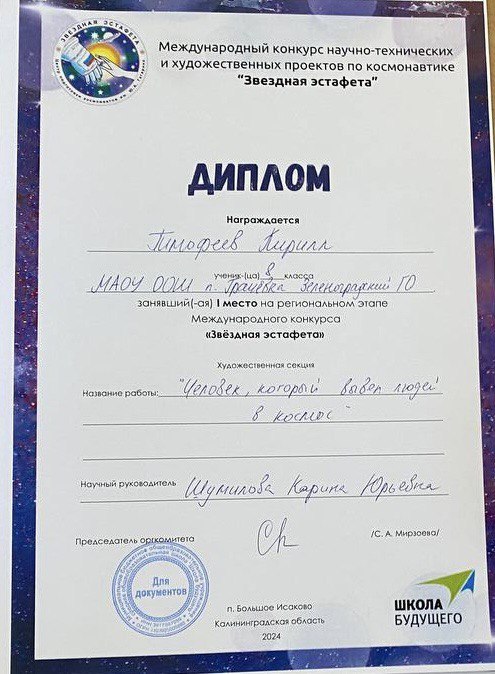 ЗВЕЗДНАЯ ЭСТАФЕТА
Международный конкурс научно-технических
и художественных проектов по космонавтике
"Звездная эстафета"
ДИПЛОМ
Награждается
Тимофеев Кирилл
ученик-(ца) 8 класса
МАОУ ООШ п. Грачёвка Зеленоградский ГО
занявший(-ая) I место на региональном этапе
Международного конкурса
«Звёздная эстафета»
Художественная секция
Название работы: "Человек, который вывел людей
в космос"
Научный руководитель Шумилова Карина Юрьевна
Председатель оргкомитета /С. А. Мирзаева/
Для
документов
п. Большое Исаково
Калининградская область
2024
ШКОЛА
БУДУЩЕГО